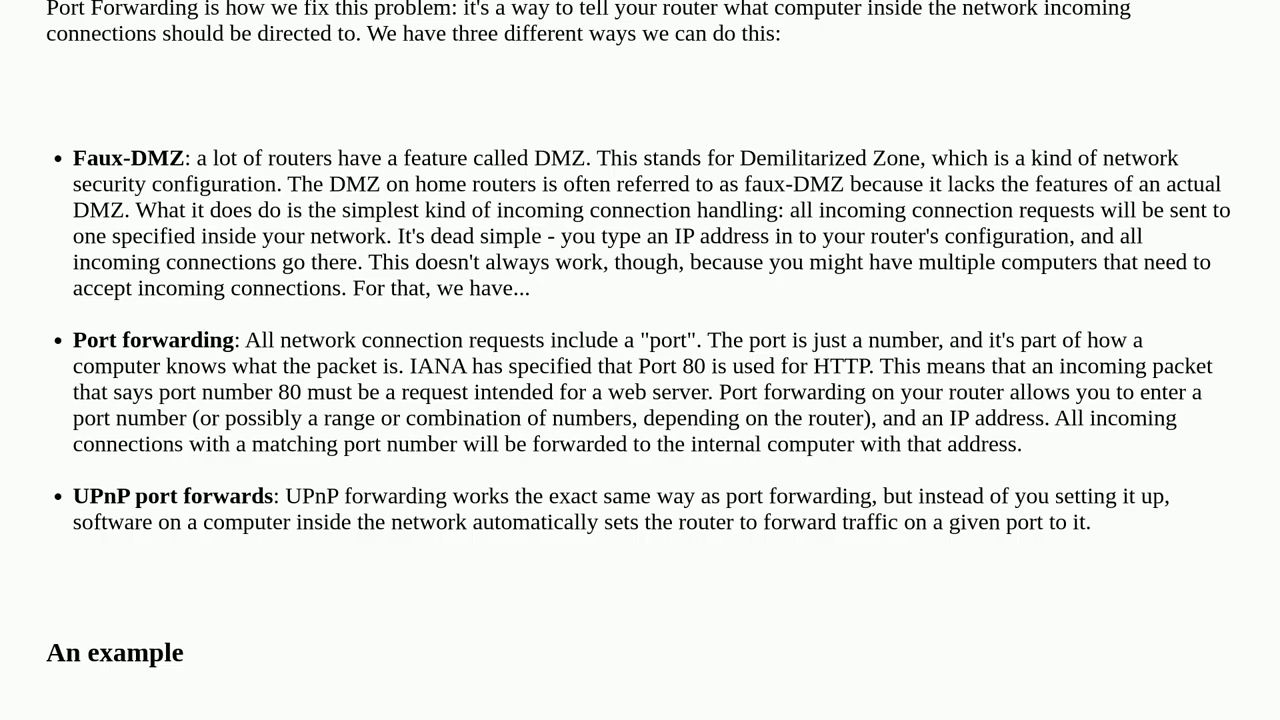 Port Forwarding is how we fix this problem: it's a way to tell your router what computer inside the network incoming
connections should be directed to. We have three different ways we can do this:
• Faux-DMZ: a lot of routers have a feature called DMZ. This stands for Demilitarized Zone, which is a kind of network
security configuration. The DMZ on home routers is often referred to as faux-DMZ because it lacks the features of an actual
DMZ. What it does do is the simplest kind of incoming connection handling: all incoming connection requests will be sent to
one specified inside your network. It's dead simple - you type an IP address in to your router's configuration, and all
incoming connections go there. This doesn't always work, though, because you might have multiple computers that need to
accept incoming connections. For that, we have...
• Port forwarding: All network connection requests include a "port". The port is just a number, and it's part of how a
computer knows what the packet is. IANA has specified that Port 80 is used for HTTP. This means that an incoming packet
that says port number 80 must be a request intended for a web server. Port forwarding on your router allows you to enter a
port number (or possibly a range or combination of numbers, depending on the router), and an IP address. All incoming
connections with a matching port number will be forwarded to the internal computer with that address.
• UPnP port forwards: UPnP forwarding works the exact same way as port forwarding, but instead of you setting it up,
software on a computer inside the network automatically sets the router to forward traffic on a given port to it.
An example